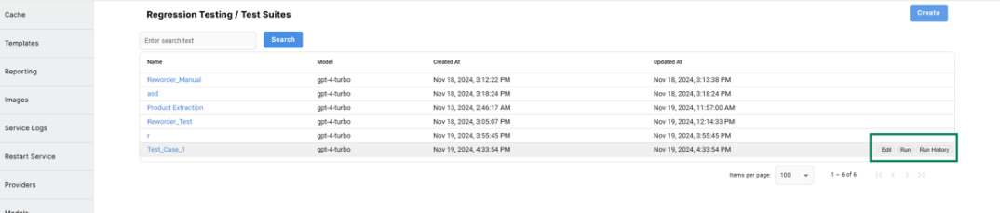 Cache
Regression Testing / Test Suites
Create
Templates
Enter search text
Search
Name Model Created At Updated At
Reporting
Reworder_Manual gpt-4-turbo Nov 18, 2024, 3:12:22 PM Nov 18, 2024, 3:13:38 PM
asd gpt-4-turbo Nov 18, 2024, 3:18:24 PM Nov 18, 2024, 3:18:24 PM
Images
Product Extraction gpt-4-turbo Nov 13, 2024, 2:46:17 AM Nov 19, 2024, 11:57:00 AM
Reworder_Test gpt-4-turbo Nov 18, 2024, 3:05:07 PM Nov 19, 2024, 12:14:33 PM
Service Logs
r gpt-4-turbo Nov 19, 2024, 3:55:45 PM Nov 19, 2024, 3:55:45 PM
Test_Case_1 gpt-4-turbo Nov 19, 2024, 4:33:54 PM Nov 19, 2024, 4:33:54 PM Edit Run Run History
Restart Service
Items per page: 100 1 – 6 of 6
Providers
Models